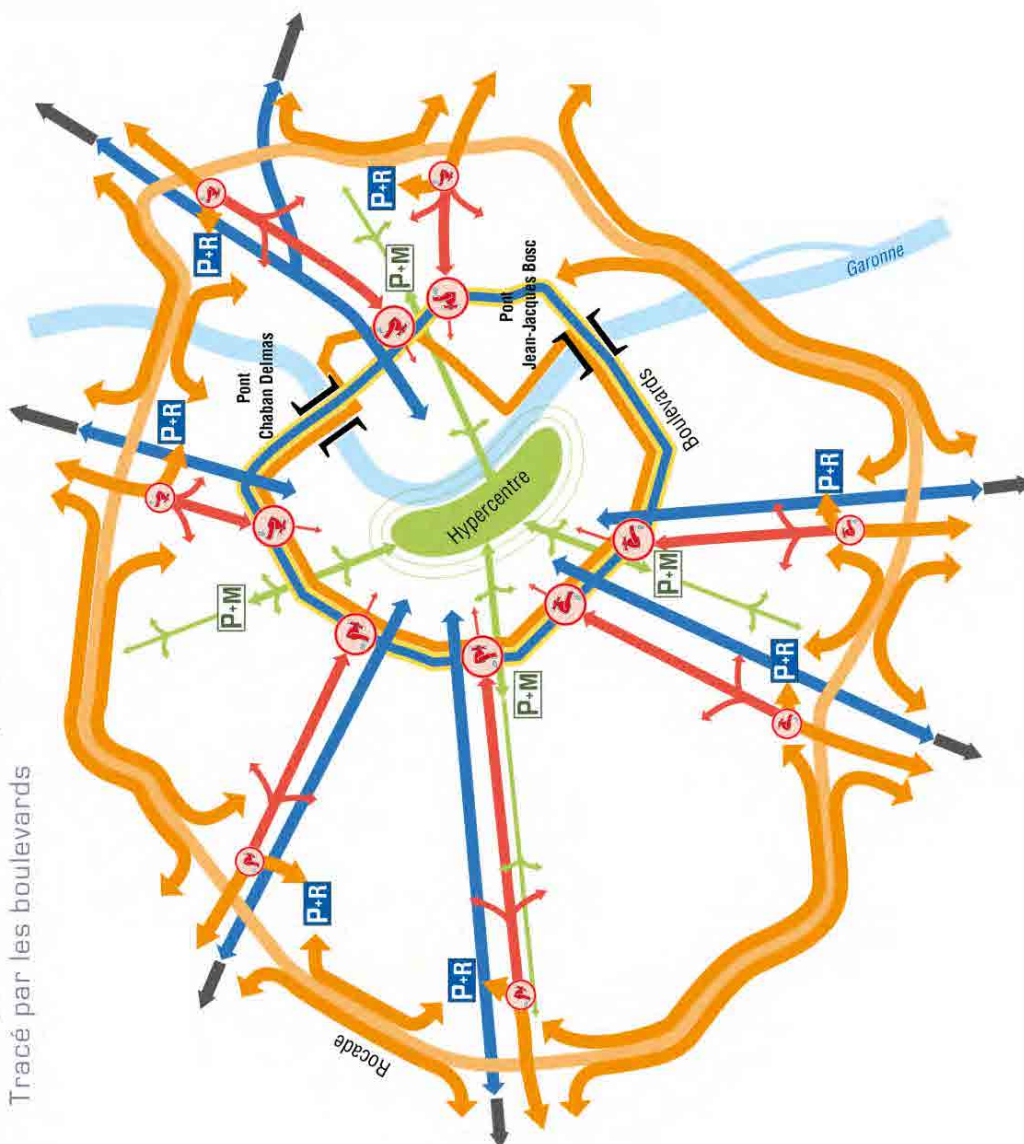 Tracé par les boulevards
P+R
P+R
P+R
P+M
Pont
Chaban Delmas
Pont
Jean-Jacques Bosc
Garonne
Boulevards
Hypercentre
P+M
P+R
P+M
P+R
P+M
P+R
P+R
Rocade